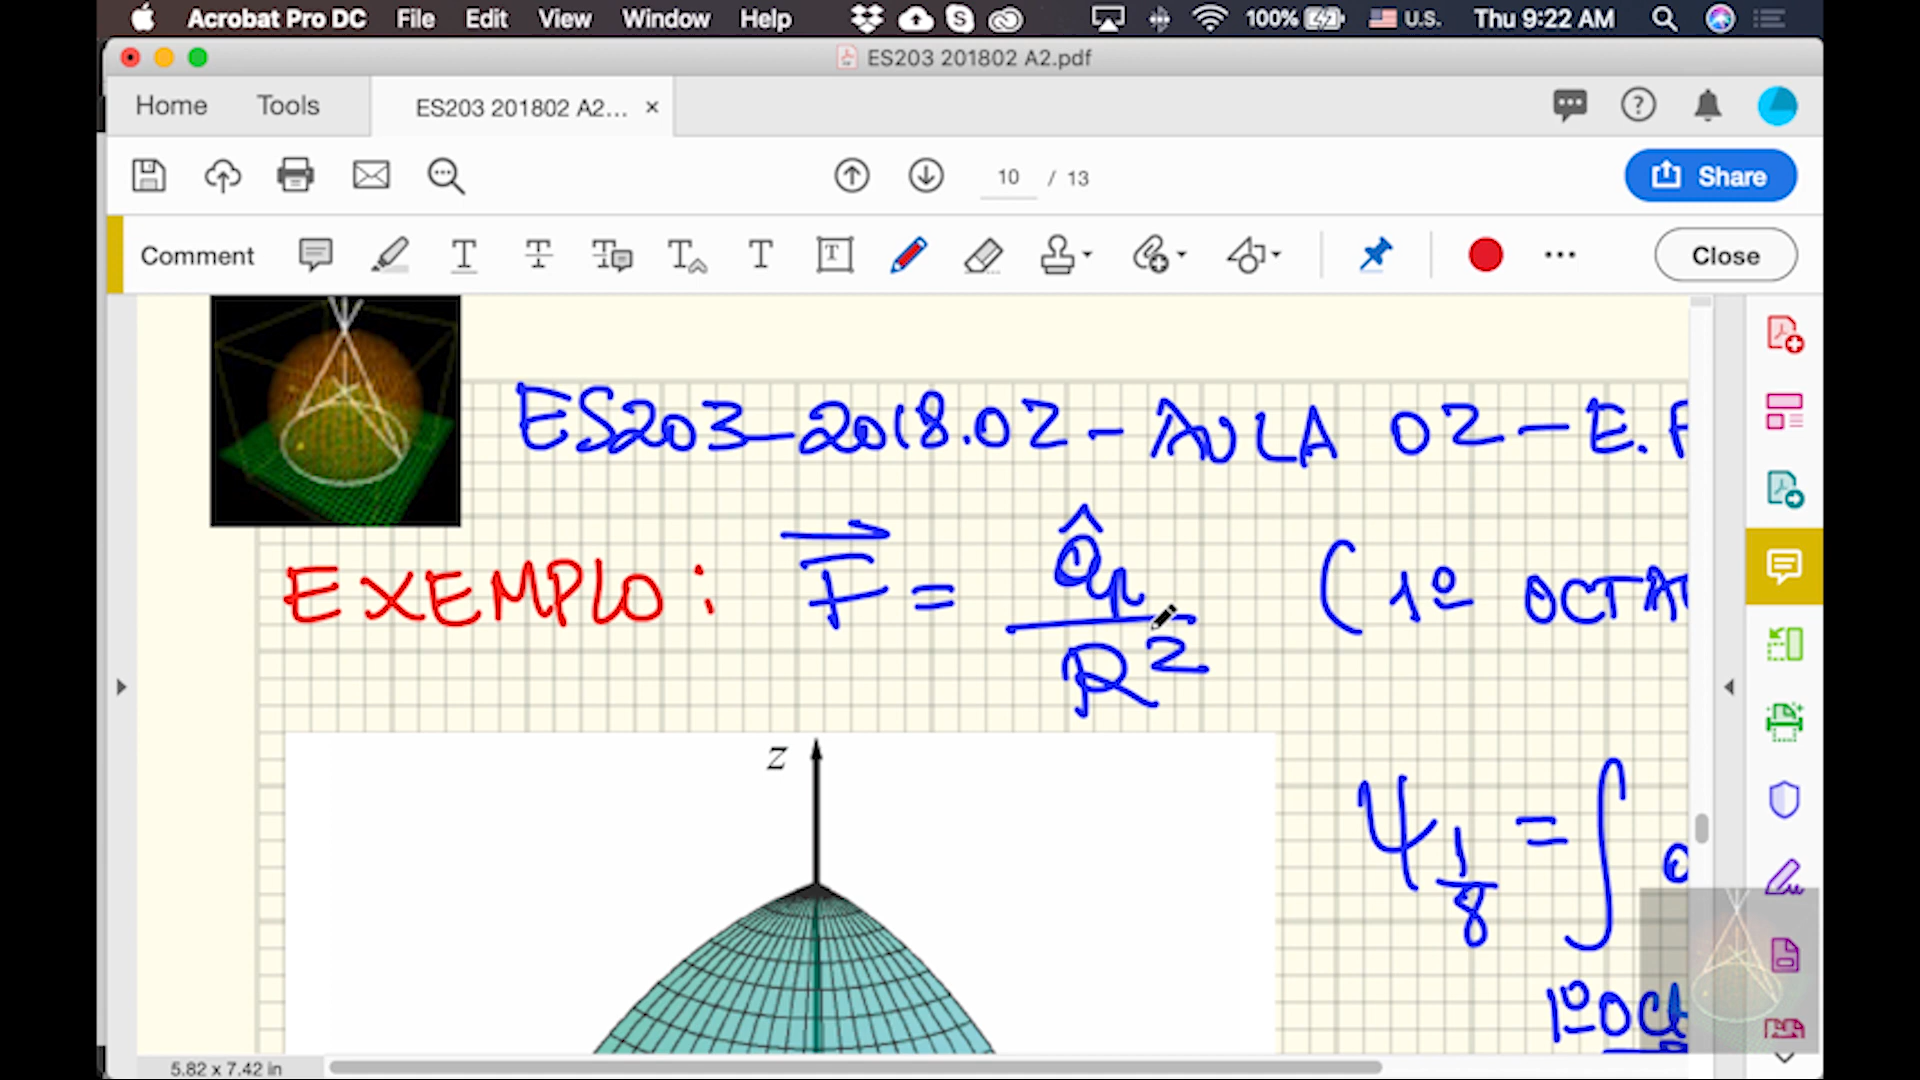 Acrobat Pro DC File Edit View Window Help 100% U.S. Thu 9:22 AM
ES203 201802 A2.pdf
Home Tools ES203 201802 A2... ×
10 / 13 Share
Comment Close
ES203-2018.02-AULA 02-E.F
EXEMPLO: F = âR / R² (1º OCTA
z
ψ 1/8 = ∫
1º OCt
5.82 x 7.42 in